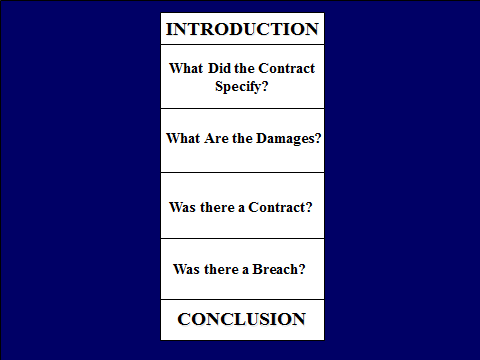 INTRODUCTION
What Did the Contract
Specify?
What Are the Damages?
Was there a Contract?
Was there a Breach?
CONCLUSION